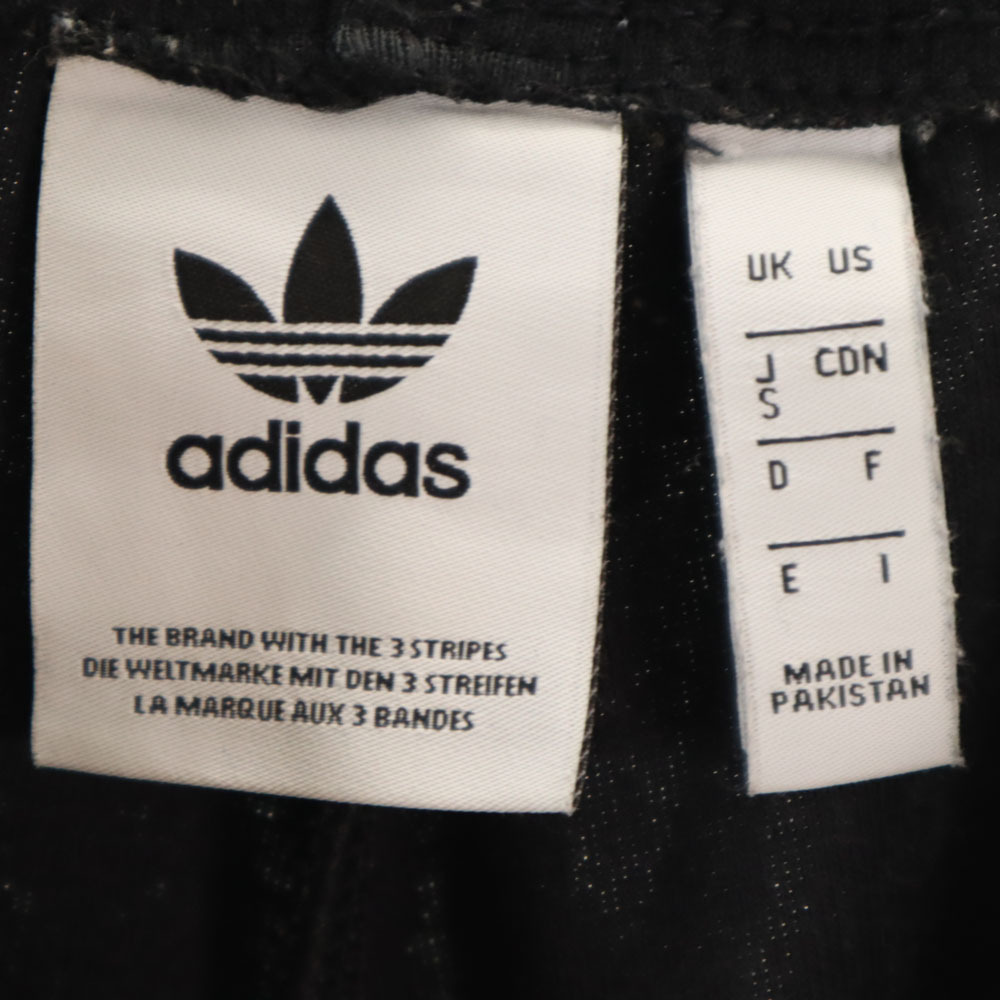 adidas
THE BRAND WITH THE 3 STRIPES
DIE WELTMARKE MIT DEN 3 STREIFEN
LA MARQUE AUX 3 BANDES
UK US
J CDN
S
D F
E I
MADE IN
PAKISTAN